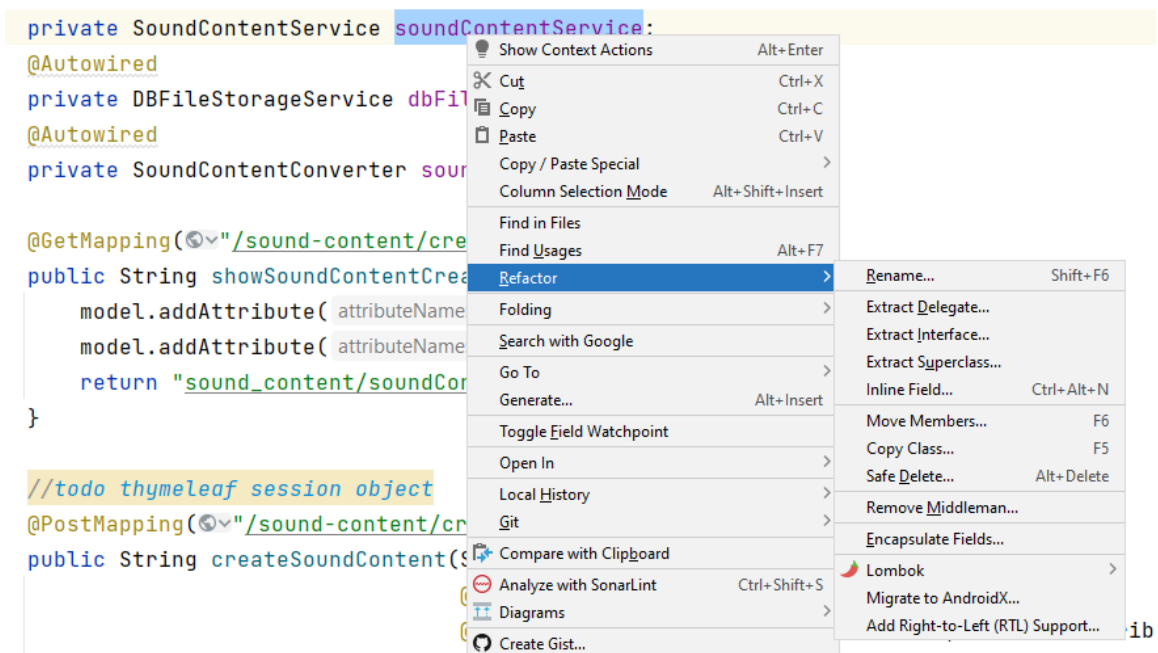 private SoundContentService soundContentService;
@Autowired
private DBFileStorageService dbFil
@Autowired
private SoundContentConverter soun
@GetMapping("/sound-content/cre
public String showSoundContentCrea
model.addAttribute( attributeName
model.addAttribute( attributeName
return "sound_content/soundCon
}
//todo thymeleaf session object
@PostMapping("/sound-content/cr
public String createSoundContent(S
@
@
rib
Show Context Actions Alt+Enter
Cut Ctrl+X
Copy Ctrl+C
Paste Ctrl+V
Copy / Paste Special
Column Selection Mode Alt+Shift+Insert
Find in Files
Find Usages Alt+F7
Refactor
Folding
Search with Google
Go To
Generate... Alt+Insert
Toggle Field Watchpoint
Open In
Local History
Git
Compare with Clipboard
Analyze with SonarLint Ctrl+Shift+S
Diagrams
Create Gist...
Rename... Shift+F6
Extract Delegate...
Extract Interface...
Extract Superclass...
Inline Field... Ctrl+Alt+N
Move Members... F6
Copy Class... F5
Safe Delete... Alt+Delete
Remove Middleman...
Encapsulate Fields...
Lombok
Migrate to AndroidX...
Add Right-to-Left (RTL) Support...